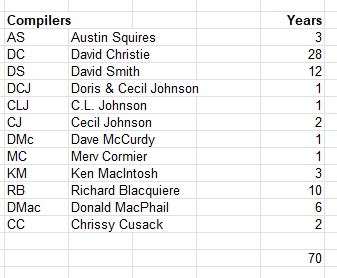 Compilers Years
AS Austin Squires 3
DC David Christie 28
DS David Smith 12
DCJ Doris & Cecil Johnson 1
CLJ C.L. Johnson 1
CJ Cecil Johnson 2
DMc Dave McCurdy 1
MC Merv Cormier 1
KM Ken MacIntosh 3
RB Richard Blacquiere 10
DMac Donald MacPhail 6
CC Chrissy Cusack 2
70